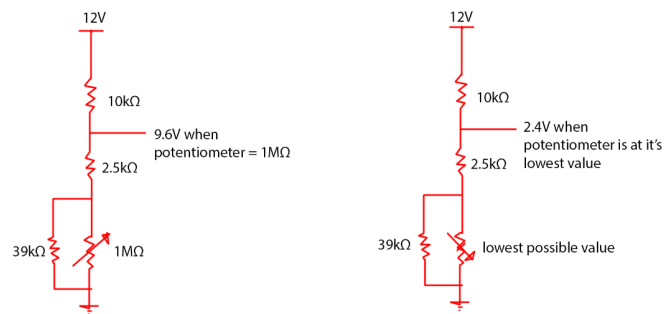 12V
10kΩ
9.6V when
potentiometer = 1MΩ
2.5kΩ
39kΩ
1MΩ
12V
10kΩ
2.4V when
potentiometer is at it's
lowest value
2.5kΩ
39kΩ
lowest possible value